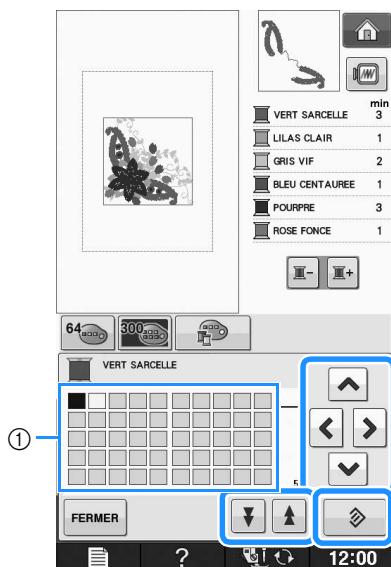 min
VERT SARCELLE 3
LILAS CLAIR 1
GRIS VIF 2
BLEU CENTAUREE 1
POURPRE 3
ROSE FONCE 1
64 300
VERT SARCELLE
①
5
FERMER
? 12:00